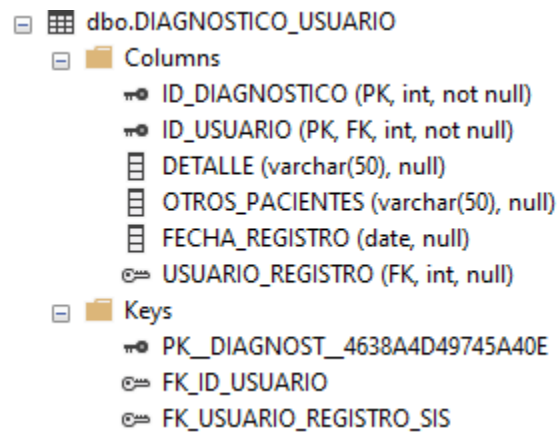 dbo.DIAGNOSTICO_USUARIO
Columns
ID_DIAGNOSTICO (PK, int, not null)
ID_USUARIO (PK, FK, int, not null)
DETALLE (varchar(50), null)
OTROS_PACIENTES (varchar(50), null)
FECHA_REGISTRO (date, null)
USUARIO_REGISTRO (FK, int, null)
Keys
PK__DIAGNOST__4638A4D49745A40E
FK_ID_USUARIO
FK_USUARIO_REGISTRO_SIS